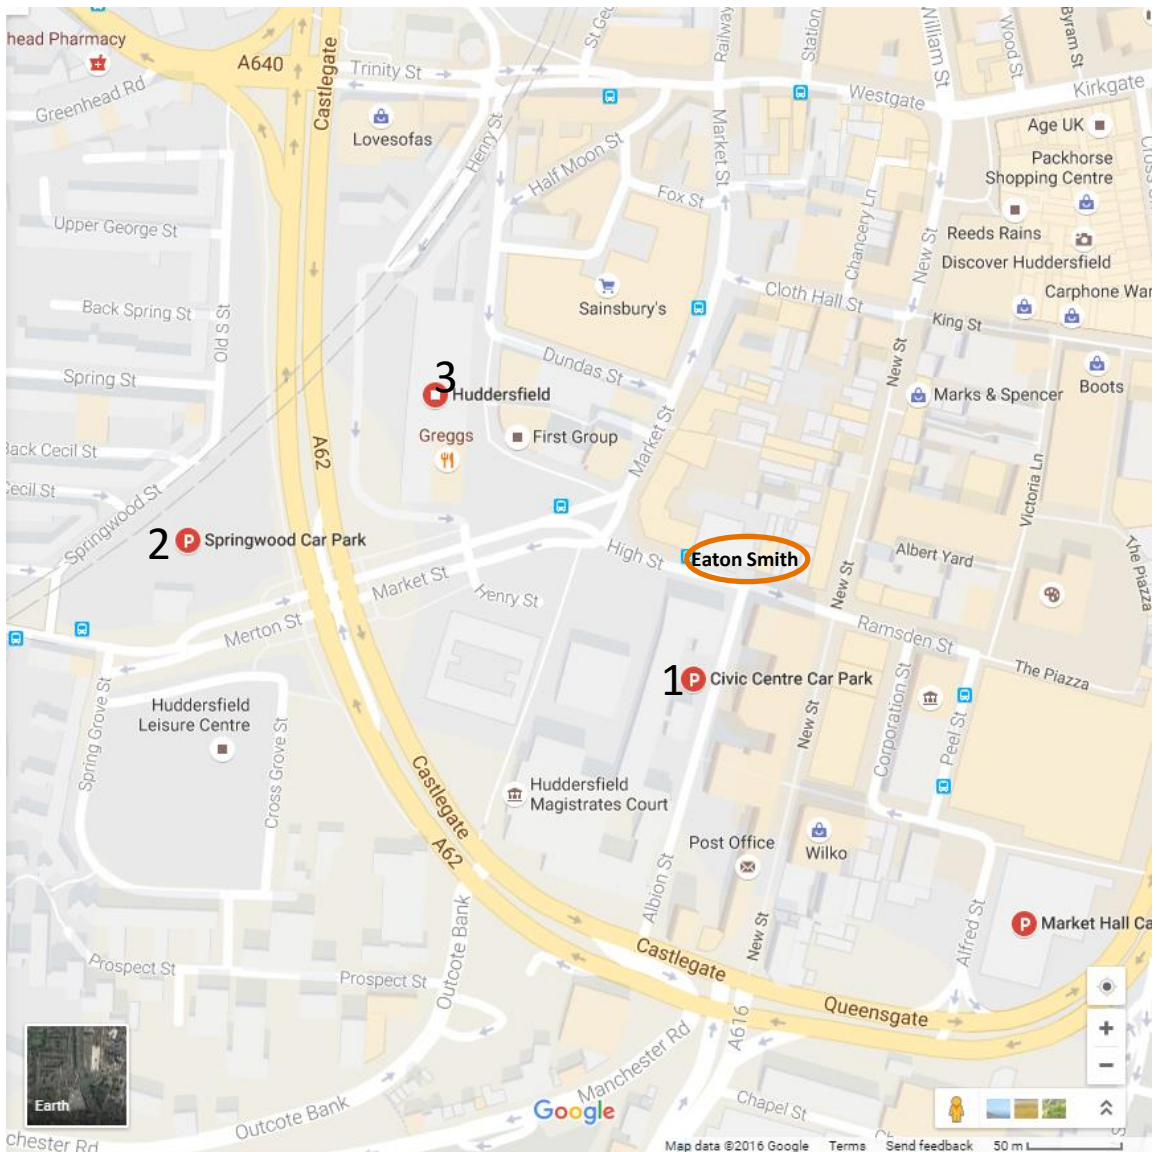 head Pharmacy
A640
Castlegate
Trinity St
St Geo
Railway
Station
William St
Wood St
Byram St
Greenhead Rd
Lovesofas
Henry St
Westgate
Kirkgate
Age UK
Packhorse
Shopping Centre
Half Moon St
Market St
Fox St
Chancery Ln
New St
Reeds Rains
Discover Huddersfield
Upper George St
Sainsbury's
Cloth Hall St
Carphone War
Back Spring St
Old S St
King St
Dundas St
New St
Spring St
3
Huddersfield
Marks & Spencer
Boots
Greggs
First Group
Market St
A62
Back Cecil St
Cecil St
Springwood St
Victoria Ln
2
Springwood Car Park
High St
Eaton Smith
Albert Yard
The Piazza
Market St
Henry St
New St
Merton St
Ramsden St
The Piazza
1
Civic Centre Car Park
Spring Grove St
Huddersfield
Leisure Centre
Cross Grove St
New St
Corporation St
Peel St
Castlegate
Huddersfield
Magistrates Court
A62
Post Office
Wilko
Albion St
Outcote Bank
New St
Alfred St
Market Hall Ca
Castlegate
Prospect St
Prospect St
Queensgate
A616
Manchester Rd
Earth
Google
Chapel St
Outcote Bank
chester Rd
Map data ©2016 Google Terms Send feedback 50 m